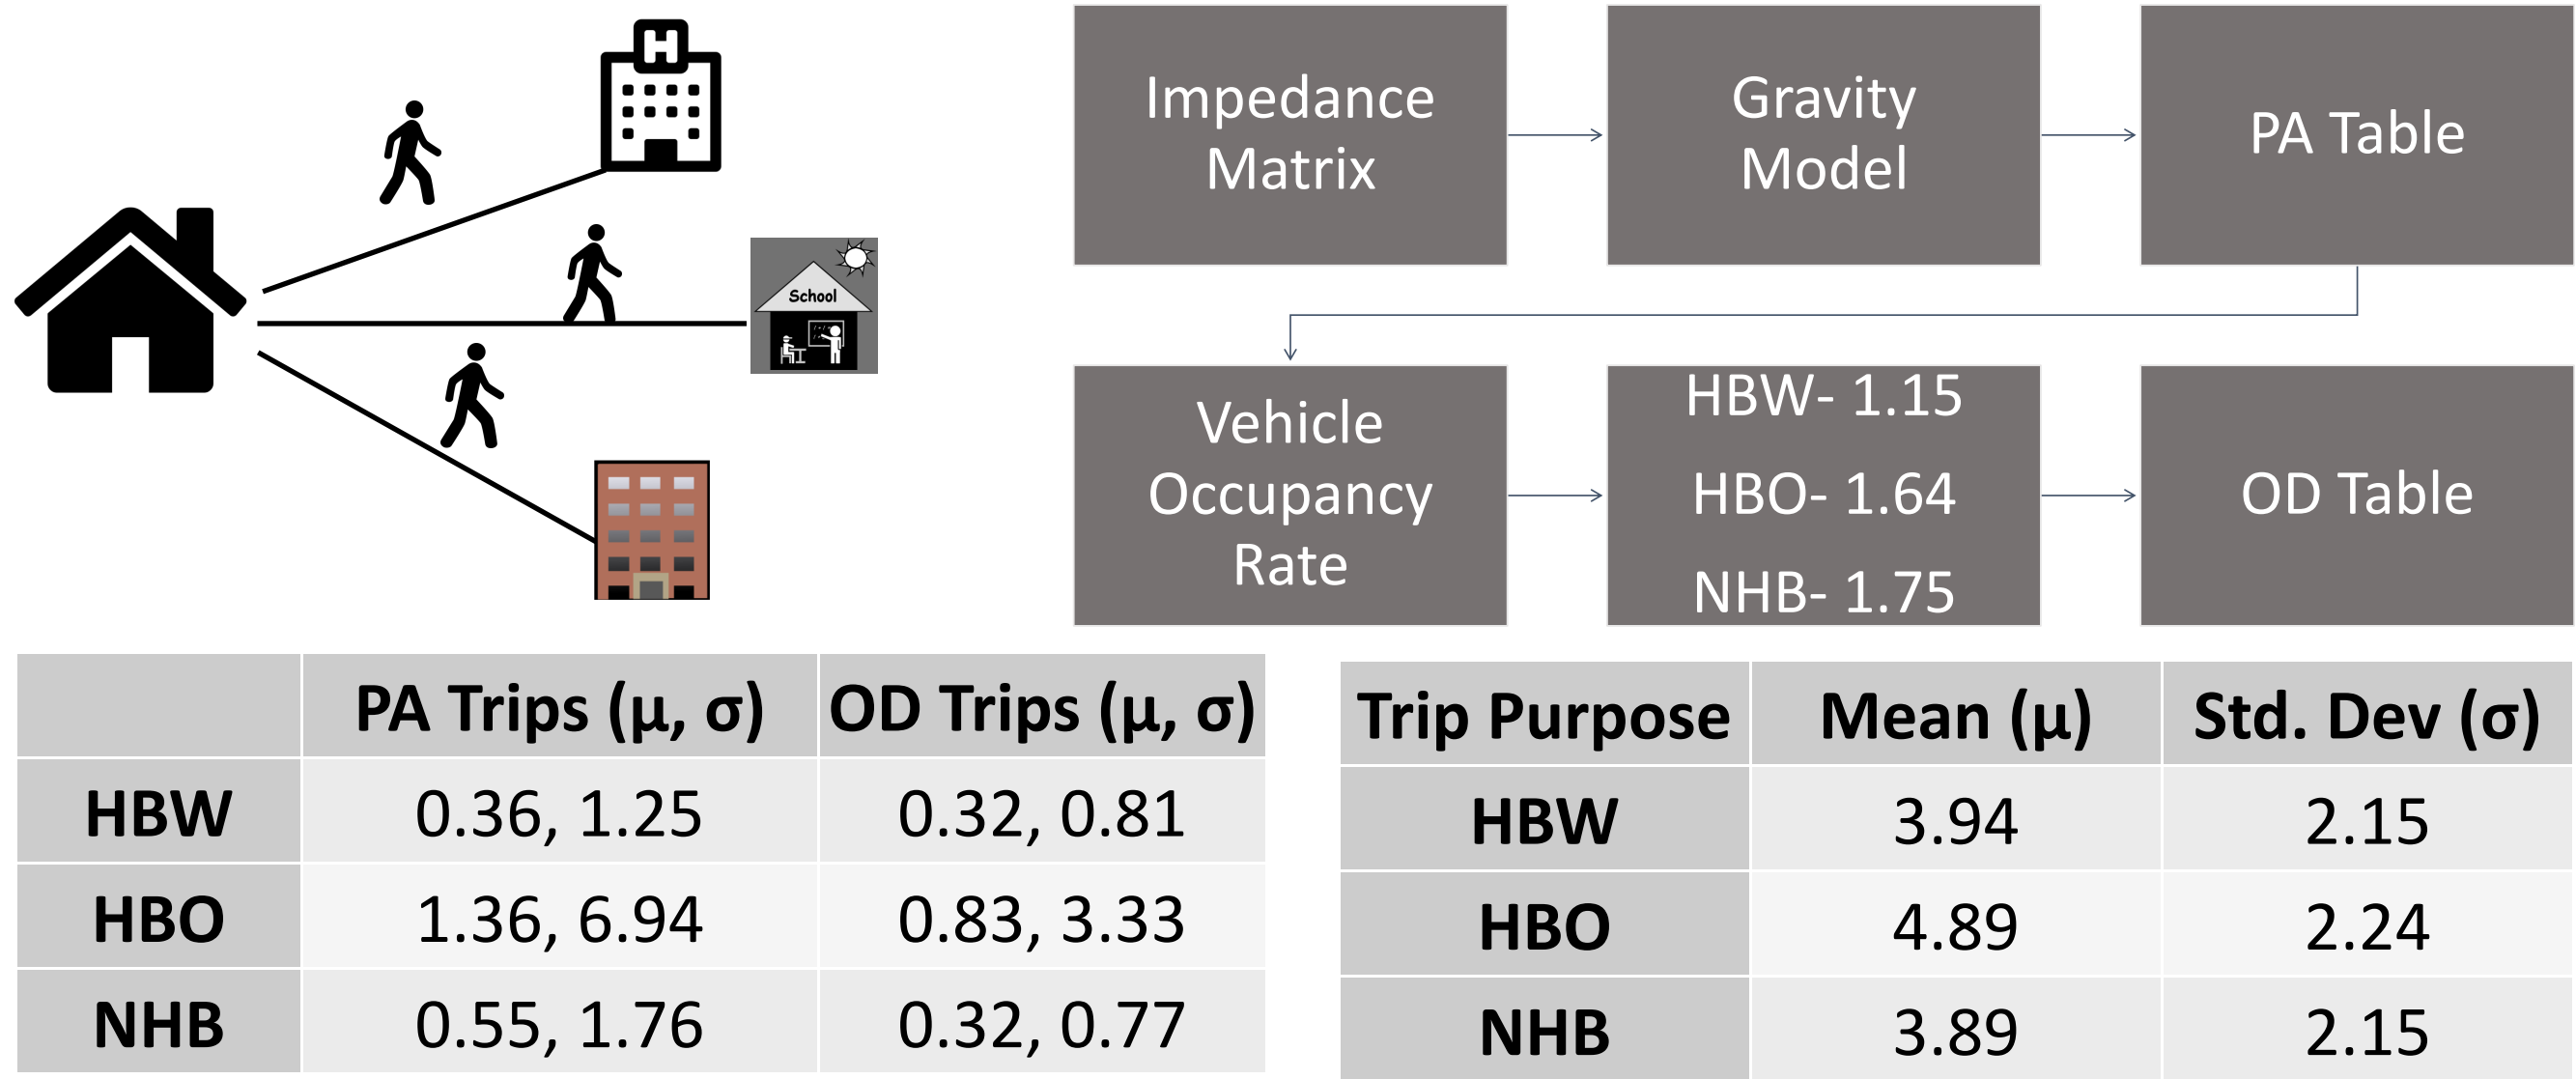 H
School
Impedance
Matrix
Gravity
Model
PA Table
Vehicle
Occupancy
Rate
HBW- 1.15
HBO- 1.64
NHB- 1.75
OD Table
PA Trips (μ, σ) OD Trips (μ, σ)
HBW 0.36, 1.25 0.32, 0.81
HBO 1.36, 6.94 0.83, 3.33
NHB 0.55, 1.76 0.32, 0.77
Trip Purpose Mean (μ) Std. Dev (σ)
HBW 3.94 2.15
HBO 4.89 2.24
NHB 3.89 2.15